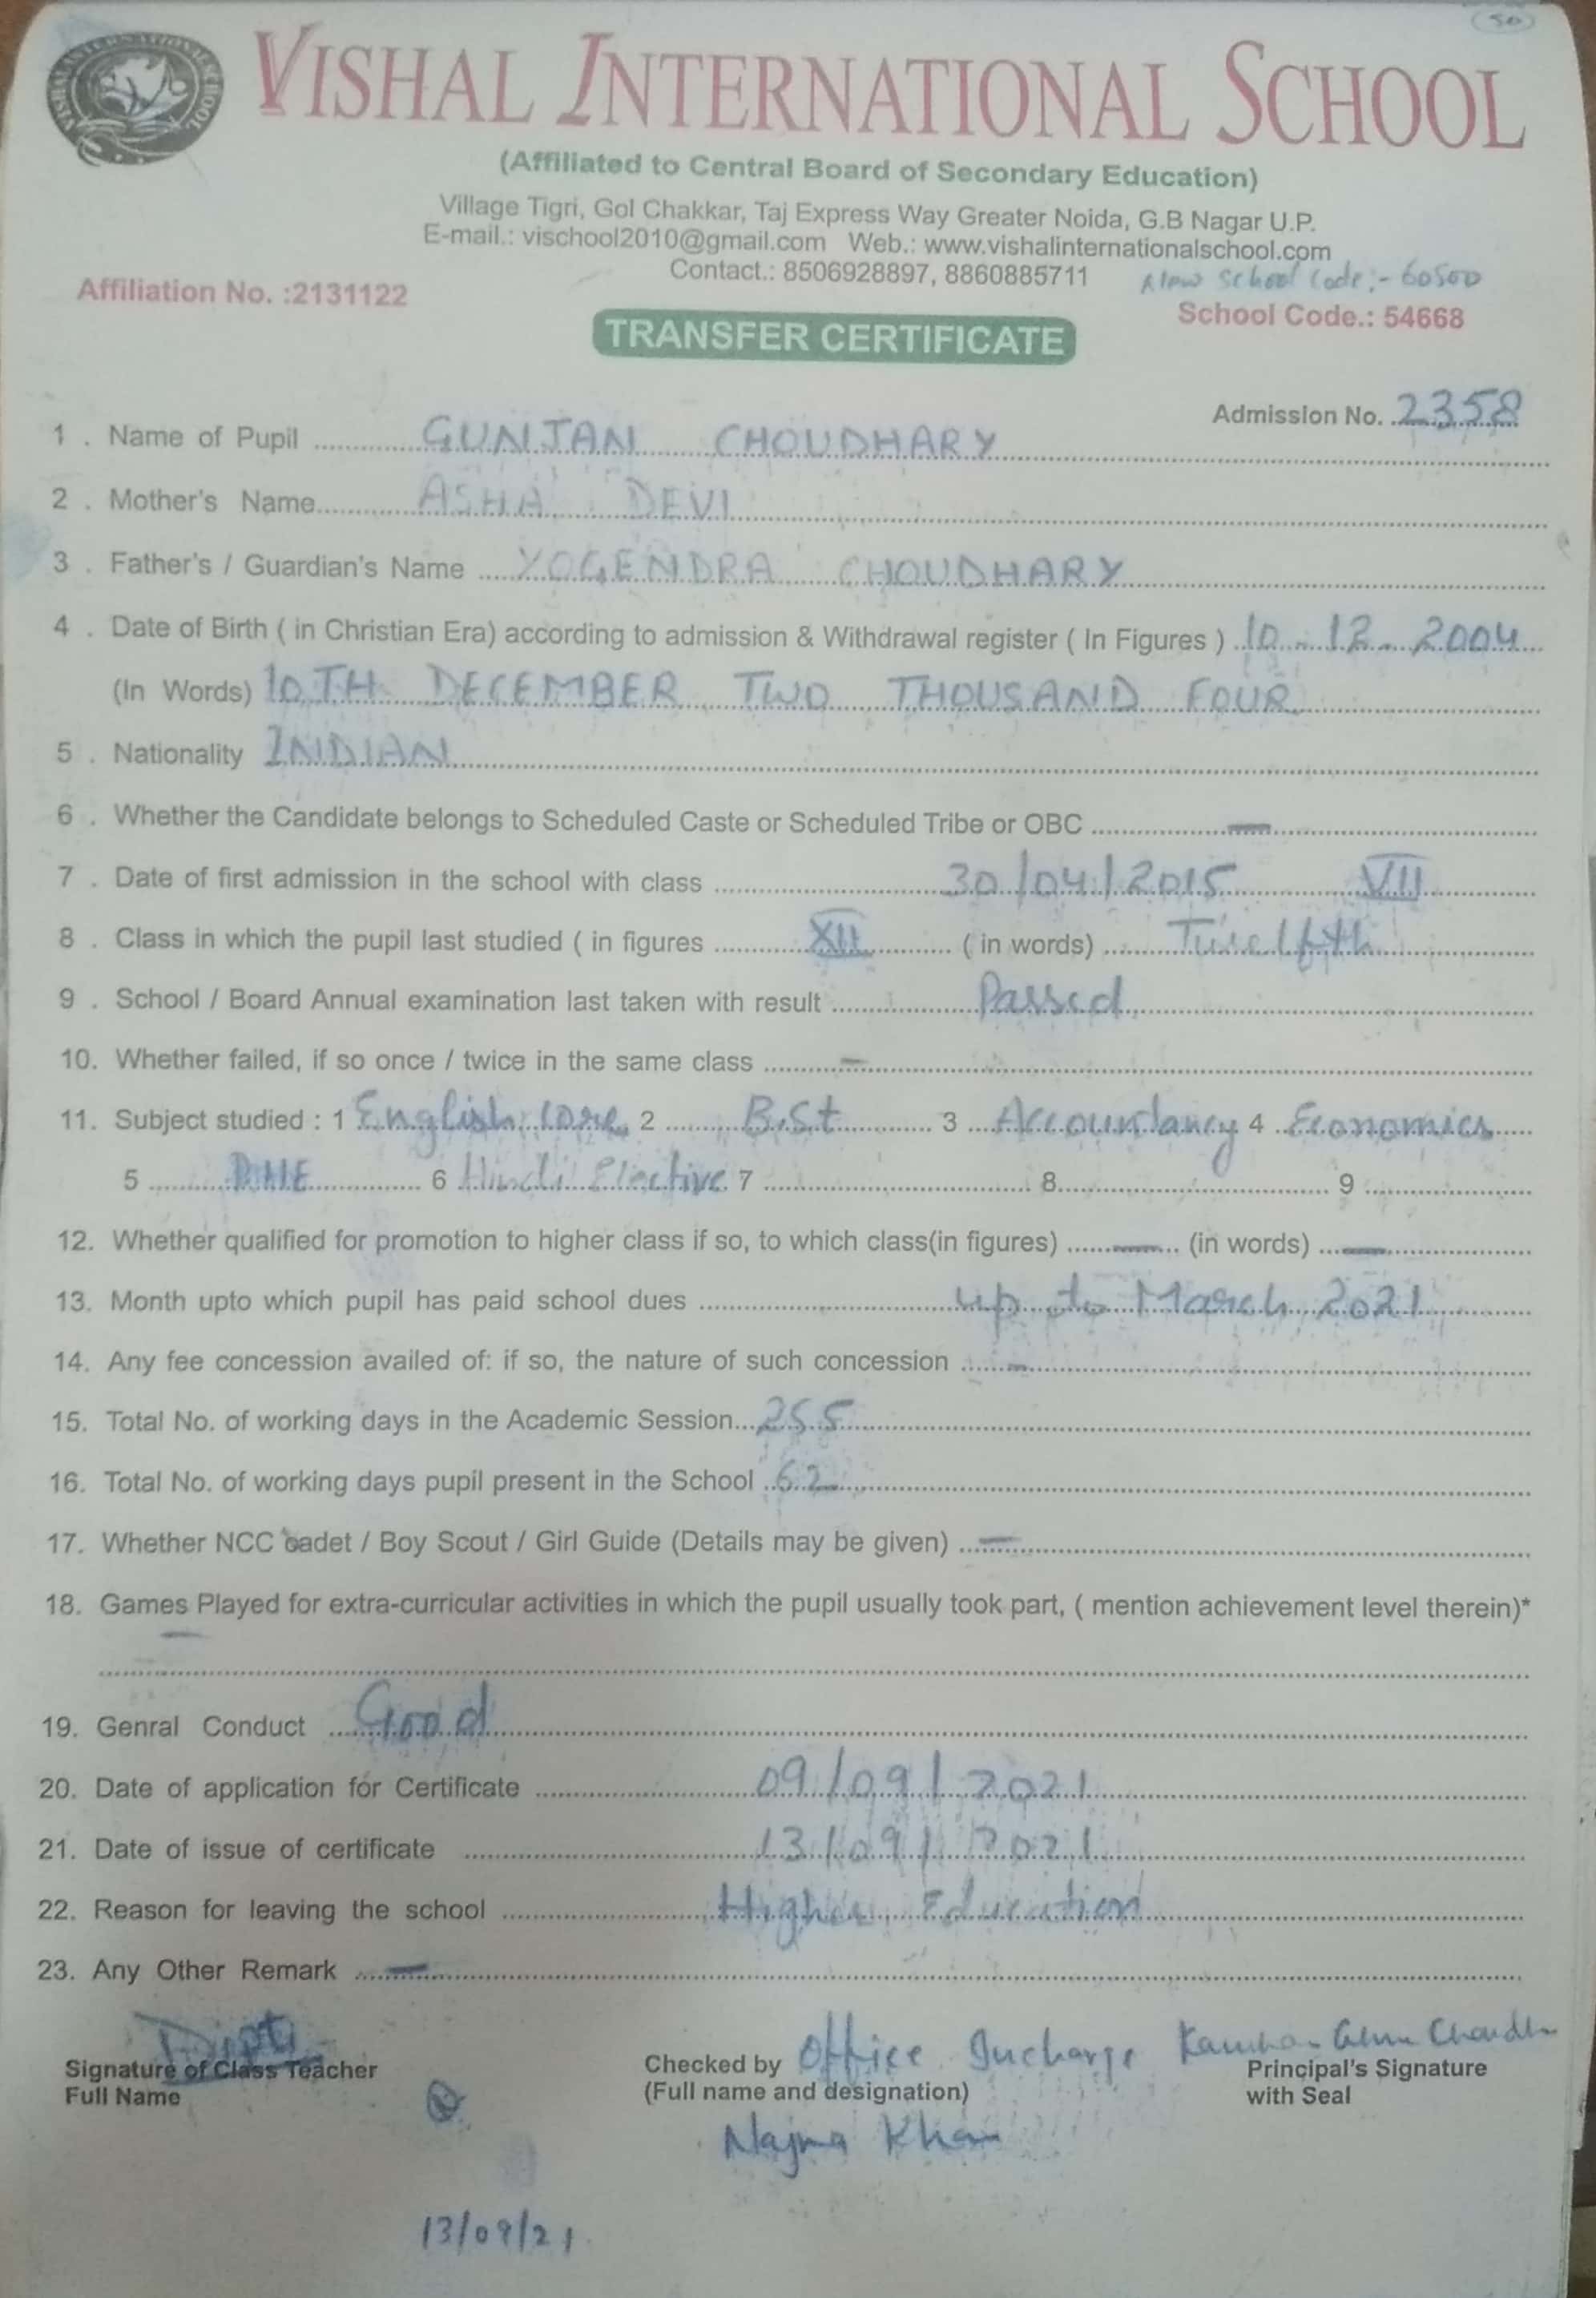 50
VISHAL INTERNATIONAL SCHOOL
(Affiliated to Central Board of Secondary Education)
Village Tigri, Gol Chakkar, Taj Express Way Greater Noida, G.B Nagar U.P.
E-mail.: vischool2010@gmail.com Web.: www.vishalinternationalschool.com
Contact.: 8506928897, 8860885711 New School Code:- 60500
Affiliation No. :2131122 School Code.: 54668
TRANSFER CERTIFICATE
Admission No. 2358
1 . Name of Pupil GUNJAN CHOUDHARY
2 . Mother's Name ASHA DEVI
3 . Father's / Guardian's Name YOGENDRA CHOUDHARY
4 . Date of Birth ( in Christian Era) according to admission & Withdrawal register ( In Figures ) 10 - 12 - 2004
(In Words) 10TH DECEMBER TWO THOUSAND FOUR
5 . Nationality INDIAN
6 . Whether the Candidate belongs to Scheduled Caste or Scheduled Tribe or OBC —
7 . Date of first admission in the school with class 30/04/2015 VII
8 . Class in which the pupil last studied ( in figures XII ( in words) Twelfth
9 . School / Board Annual examination last taken with result Passed
10. Whether failed, if so once / twice in the same class —
11. Subject studied : 1 English core 2 B.St 3 Accountancy 4 Economics
5 PHE 6 Hindi Elective 7 8 9
12. Whether qualified for promotion to higher class if so, to which class(in figures) — (in words) —
13. Month upto which pupil has paid school dues up to March 2021
14. Any fee concession availed of: if so, the nature of such concession —
15. Total No. of working days in the Academic Session 255
16. Total No. of working days pupil present in the School 62
17. Whether NCC cadet / Boy Scout / Girl Guide (Details may be given) —
18. Games Played for extra-curricular activities in which the pupil usually took part, ( mention achievement level therein)*
—
19. Genral Conduct Good
20. Date of application for Certificate 09/09/2021
21. Date of issue of certificate 13/09/2021
22. Reason for leaving the school Higher Education
23. Any Other Remark —
Dipti
Signature of Class Teacher Checked by Office Incharge Principal's Signature
Full Name (Full name and designation) with Seal
Najma Khan
13/09/21